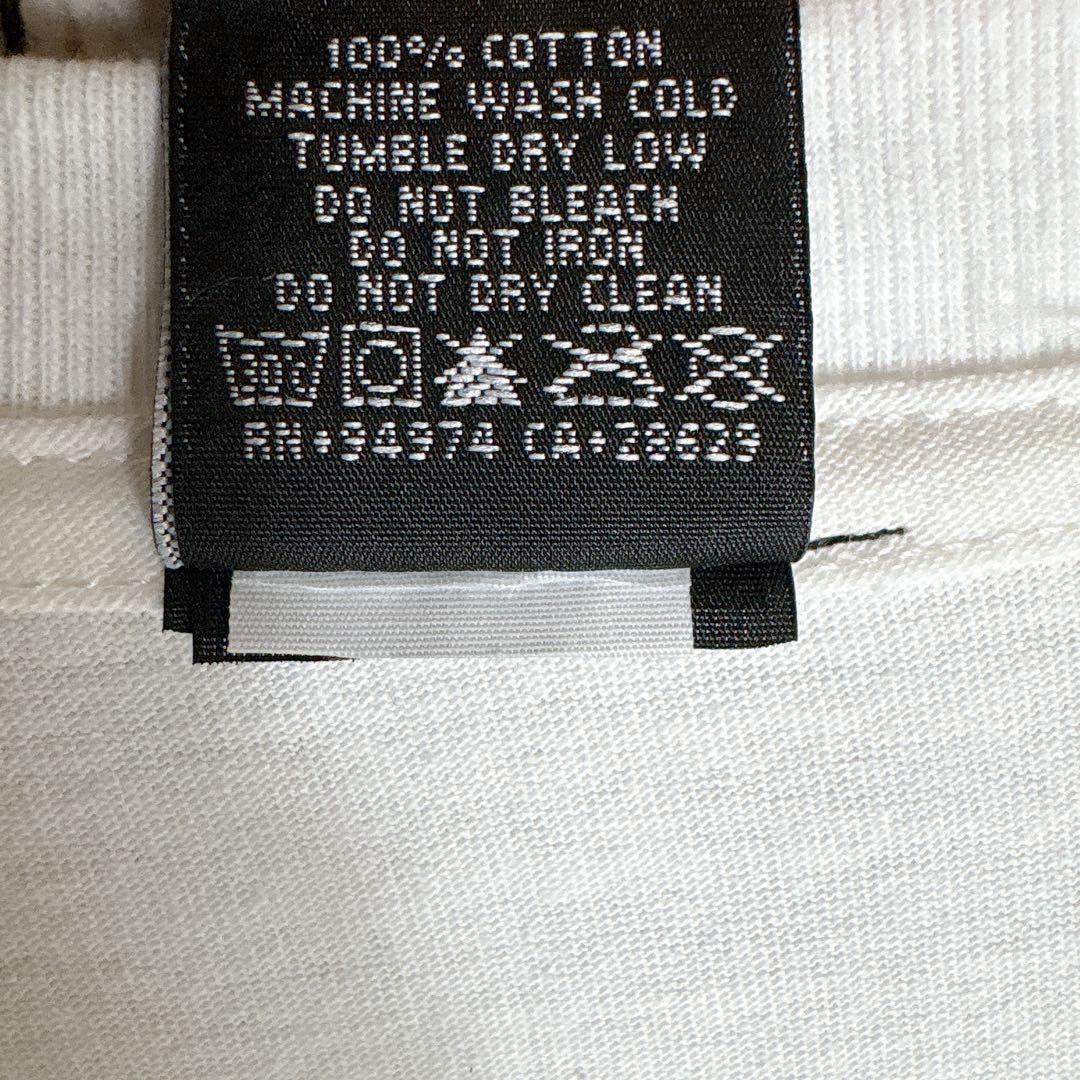 100% COTTON
MACHINE WASH COLD
TUMBLE DRY LOW
DO NOT BLEACH
DO NOT IRON
DO NOT DRY CLEAN
RN•94974 CA•28629